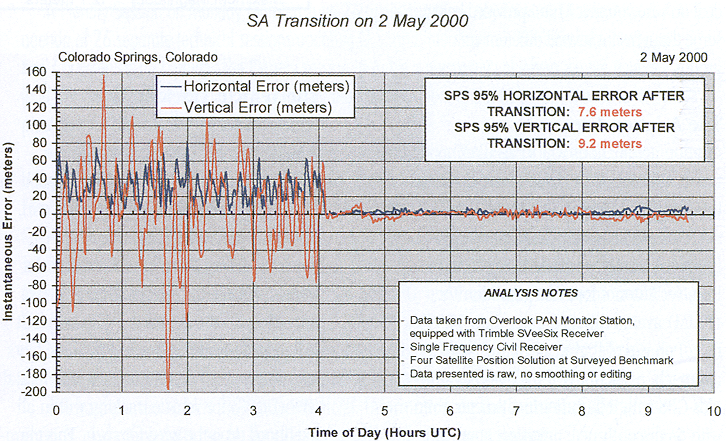 SA Transition on 2 May 2000
Colorado Springs, Colorado
2 May 2000
Horizontal Error (meters)
Vertical Error (meters)
SPS 95% HORIZONTAL ERROR AFTER
TRANSITION: 7.6 meters
SPS 95% VERTICAL ERROR AFTER
TRANSITION: 9.2 meters
Instantaneous Error (meters)
160
140
120
100
80
60
40
20
0
-20
-40
-60
-80
-100
-120
-140
-160
-180
-200
ANALYSIS NOTES
- Data taken from Overlook PAN Monitor Station,
equipped with Trimble SVeeSix Receiver
- Single Frequency Civil Receiver
- Four Satellite Position Solution at Surveyed Benchmark
- Data presented is raw, no smoothing or editing
0 1 2 3 4 5 6 7 8 9 10
Time of Day (Hours UTC)